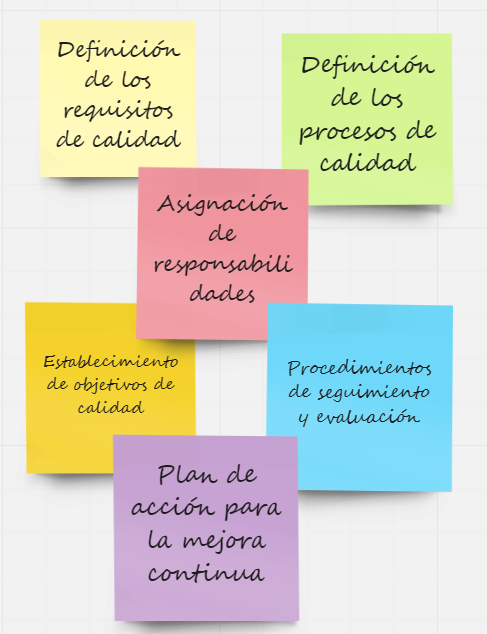 Definición
de los
requisitos
de calidad
Definición
de los
procesos de
calidad
Asignación
de
responsabili
dades
Establecimiento
de objetivos de
calidad
Procedimientos
de seguimiento
y evaluación
Plan de
acción para
la mejora
continua